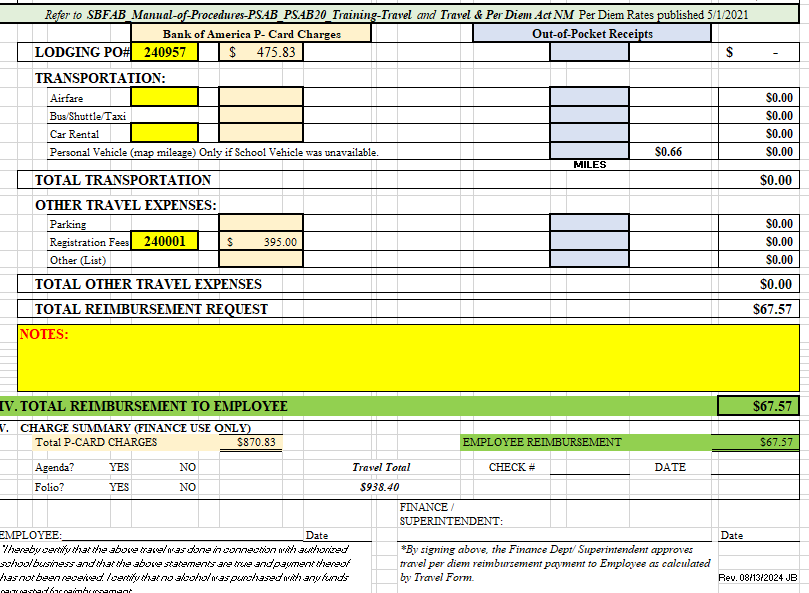 Refer to SBFAB_Manual-of-Procedures-PSAB_PSAB20_Training-Travel and Travel & Per Diem Act NM Per Diem Rates published 5/1/2021
Bank of America P- Card Charges Out-of-Pocket Receipts
LODGING PO# 240957 $ 475.83 $ -
TRANSPORTATION:
Airfare $0.00
Bus/Shuttle/Taxi $0.00
Car Rental $0.00
Personal Vehicle (map mileage) Only if School Vehicle was unavailable. $0.66 $0.00
MILES
TOTAL TRANSPORTATION $0.00
OTHER TRAVEL EXPENSES:
Parking $0.00
Registration Fees 240001 $ 395.00 $0.00
Other (List) $0.00
TOTAL OTHER TRAVEL EXPENSES $0.00
TOTAL REIMBURSEMENT REQUEST $67.57
NOTES:
IV. TOTAL REIMBURSEMENT TO EMPLOYEE $67.57
V. CHARGE SUMMARY (FINANCE USE ONLY)
Total P-CARD CHARGES $870.83 EMPLOYEE REIMBURSEMENT $67.57
Agenda? YES NO Travel Total CHECK # DATE
Folio? YES NO $938.40
FINANCE /
SUPERINTENDENT:
EMPLOYEE: Date Date
"I hereby certify that the above travel was done in connection with authorized
school business and that the above statements are true and payment thereof
has not been received. I certify that no alcohol was purchased with any funds
requested for reimbursement
*By signing above, the Finance Dept/ Superintendent approves
travel per diem reimbursement payment to Employee as calculated
by Travel Form.
Rev. 08/13/2024 JB